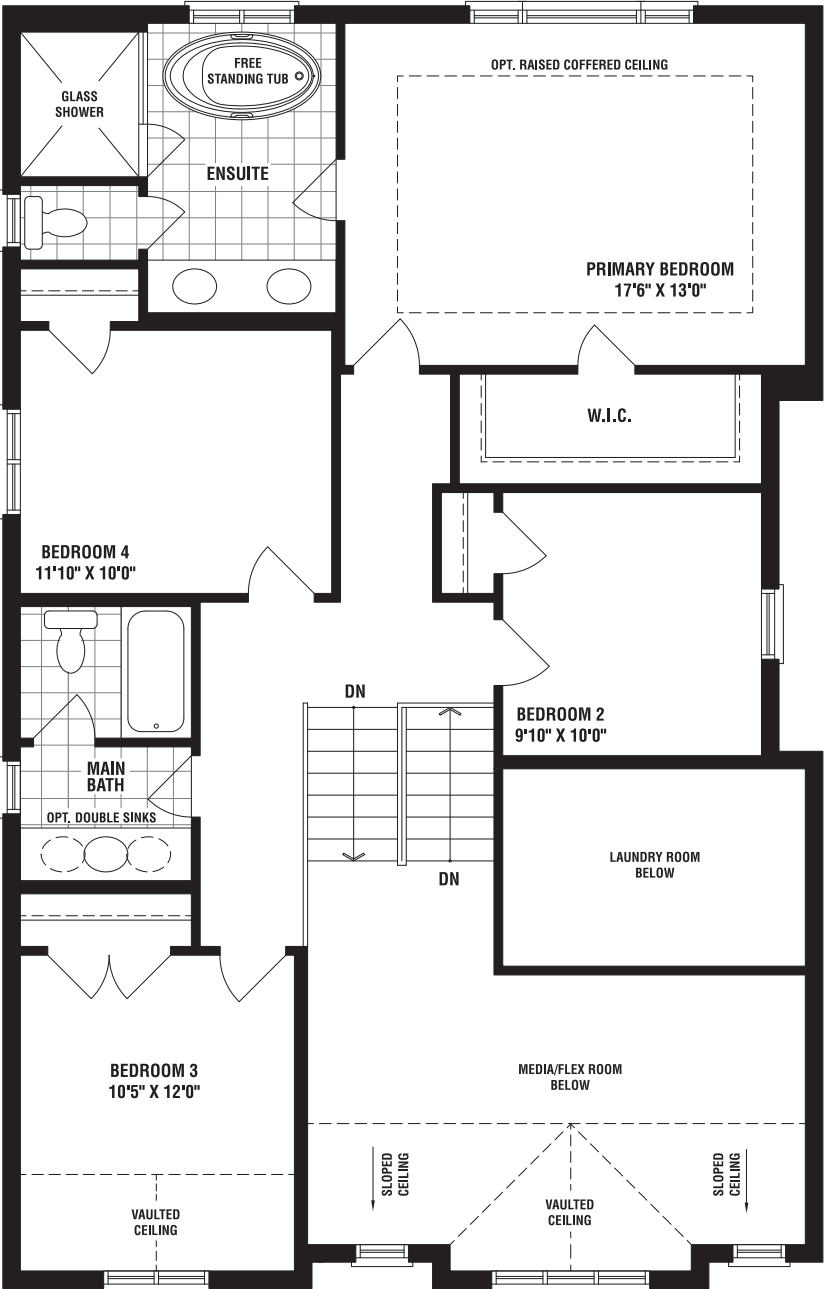 FREE
STANDING TUB
OPT. RAISED COFFERED CEILING
GLASS
SHOWER
ENSUITE
PRIMARY BEDROOM
17'6" X 13'0"
W.I.C.
BEDROOM 4
11'10" X 10'0"
DN
BEDROOM 2
9'10" X 10'0"
MAIN
BATH
OPT. DOUBLE SINKS
DN
LAUNDRY ROOM
BELOW
BEDROOM 3
10'5" X 12'0"
MEDIA/FLEX ROOM
BELOW
SLOPED
CEILING
SLOPED
CEILING
VAULTED
CEILING
VAULTED
CEILING